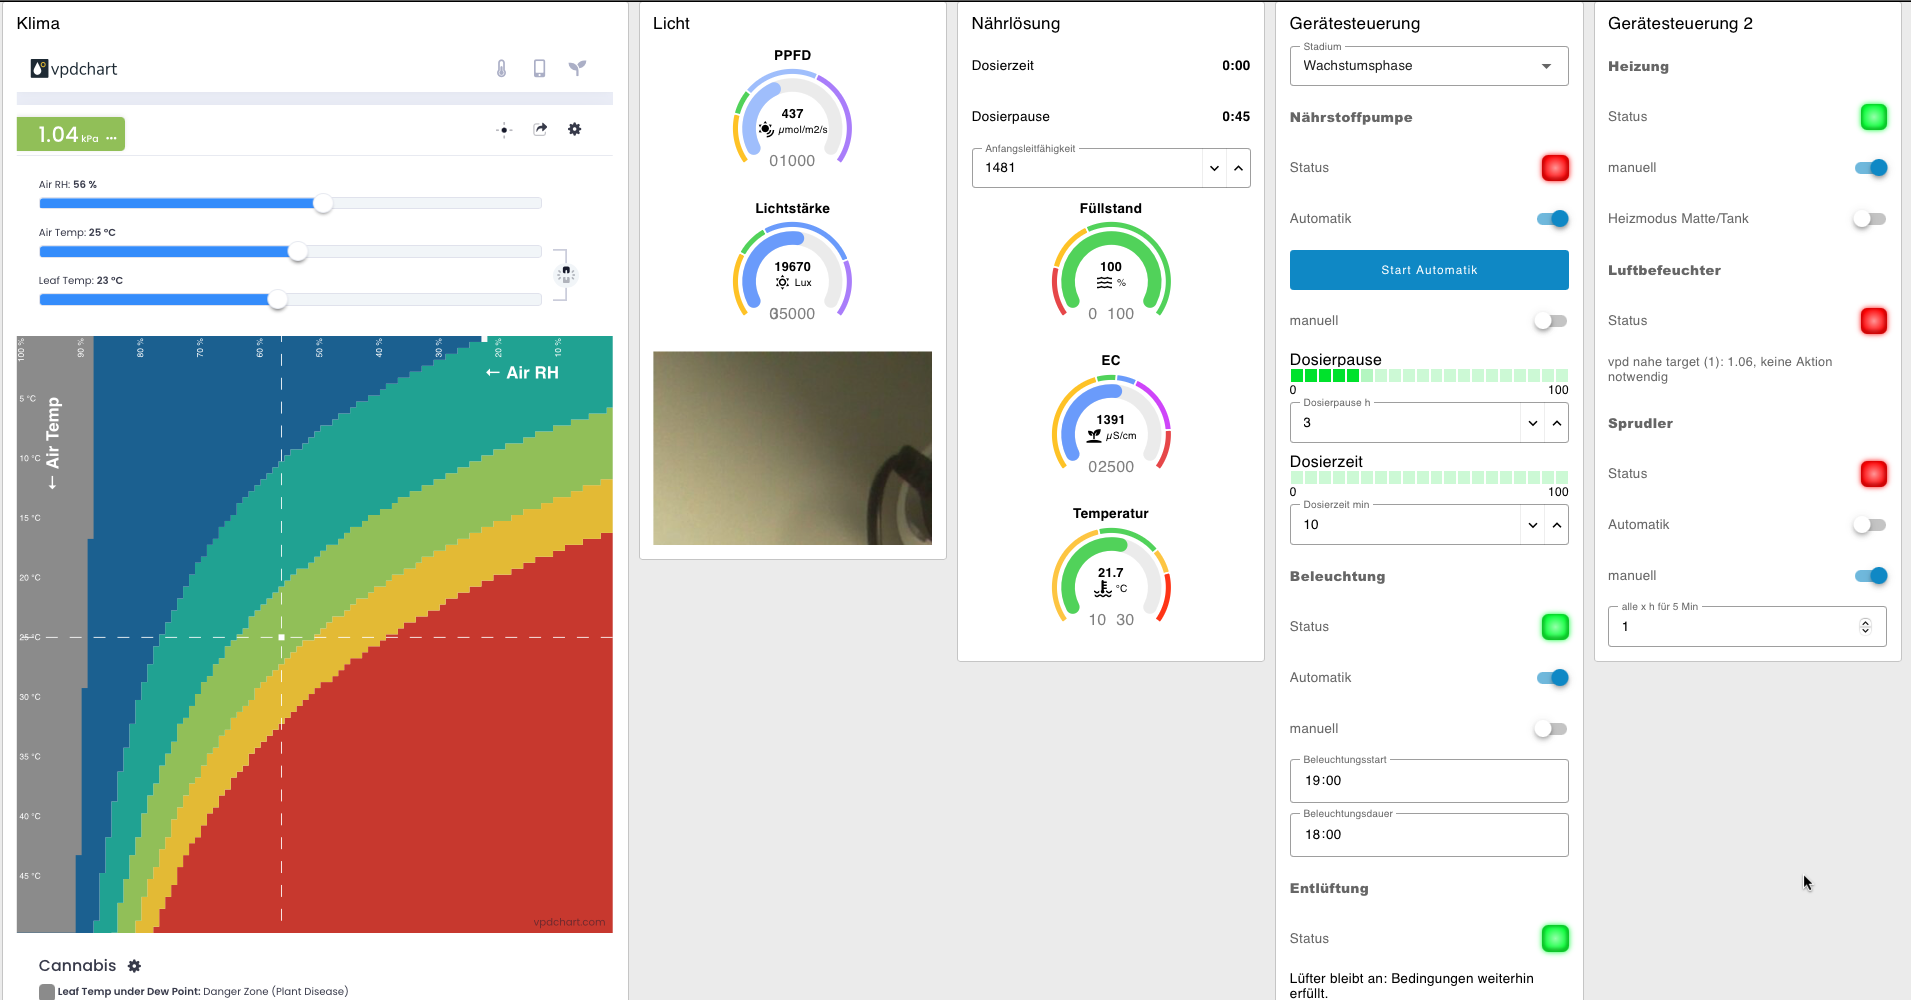 Klima
vpdchart
1.04 kPa ...
Air RH: 56 %
Air Temp: 25 °C
Leaf Temp: 23 °C
100 %
90 %
80 %
70 %
60 %
50 %
40 %
30 %
20 %
10 %
← Air RH
← Air Temp
5 °C
10 °C
15 °C
20 °C
25 °C
30 °C
35 °C
40 °C
45 °C
vpdchart.com
Cannabis
Leaf Temp under Dew Point: Danger Zone (Plant Disease)
Licht
PPFD
437
µmol/m2/s
0 1000
Lichtstärke
19670
Lux
0 35000
Nährlösung
Dosierzeit 0:00
Dosierpause 0:45
Anfangsleitfähigkeit
1481
Füllstand
100
%
0 100
EC
1391
µS/cm
0 2500
Temperatur
21.7
°C
10 30
Gerätesteuerung
Stadium
Wachstumsphase
Nährstoffpumpe
Status
Automatik
Start Automatik
manuell
Dosierpause
0 100
Dosierpause h
3
Dosierzeit
0 100
Dosierzeit min
10
Beleuchtung
Status
Automatik
manuell
Beleuchtungsstart
19:00
Beleuchtungsdauer
18:00
Entlüftung
Status
Lüfter bleibt an: Bedingungen weiterhin
erfüllt.
Gerätesteuerung 2
Heizung
Status
manuell
Heizmodus Matte/Tank
Luftbefeuchter
Status
vpd nahe target (1): 1.06, keine Aktion
notwendig
Sprudler
Status
Automatik
manuell
alle x h für 5 Min
1